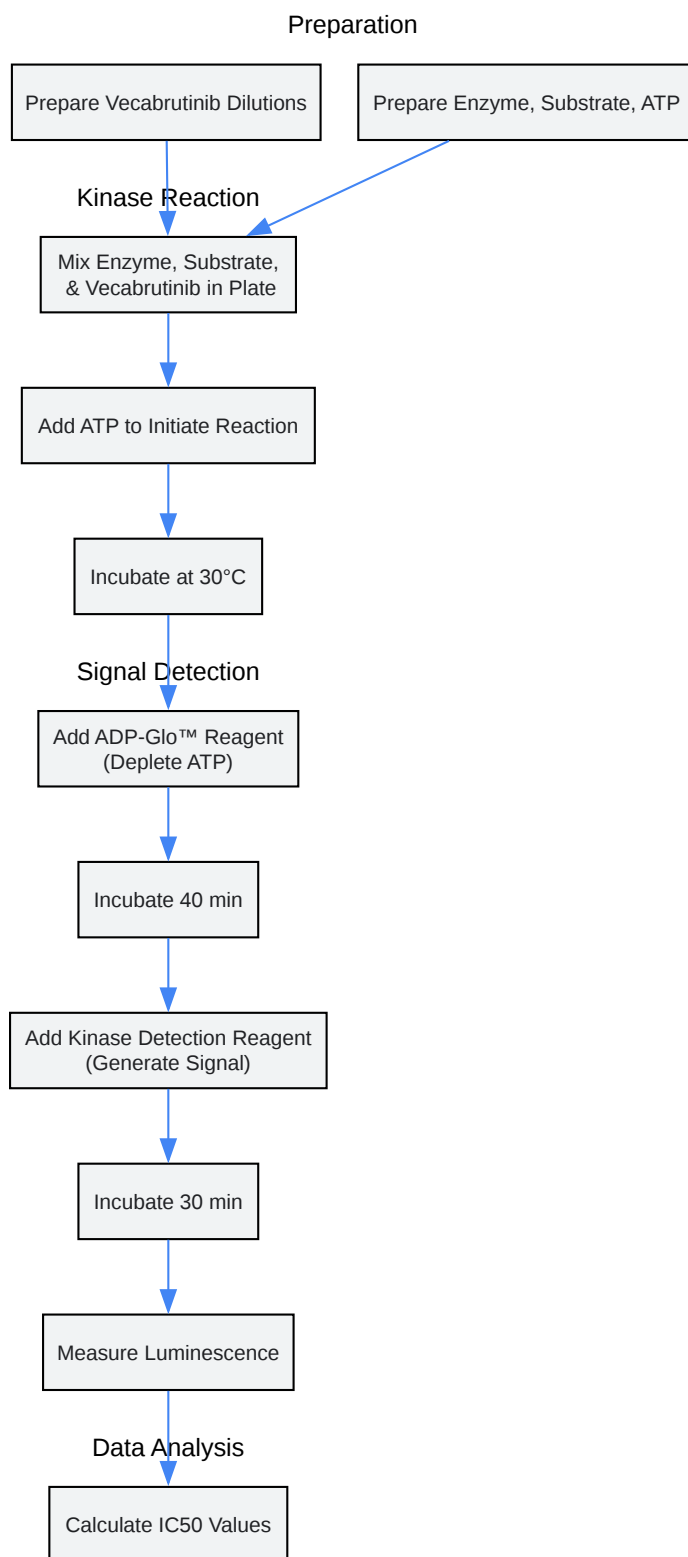 Preparation
Prepare Vecabrutinib Dilutions
Prepare Enzyme, Substrate, ATP
Kinase Reaction
Mix Enzyme, Substrate,
& Vecabrutinib in Plate
Add ATP to Initiate Reaction
Incubate at 30°C
Signal Detection
Add ADP-Glo™ Reagent
(Deplete ATP)
Incubate 40 min
Add Kinase Detection Reagent
(Generate Signal)
Incubate 30 min
Measure Luminescence
Data Analysis
Calculate IC50 Values